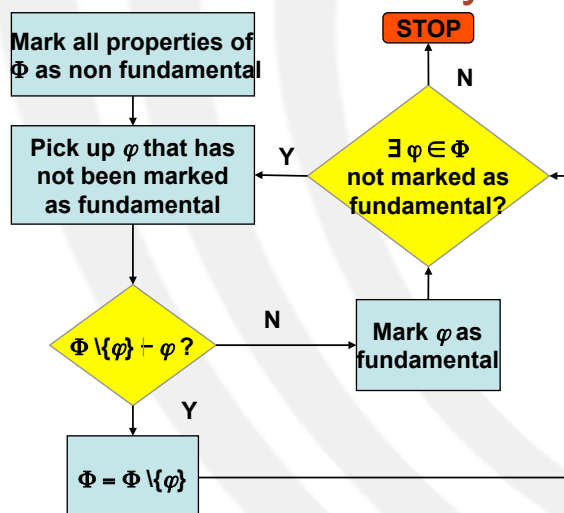 Mark all properties of
Φ as non fundamental
STOP
N
Pick up φ that has
not been marked
as fundamental
Y
∃ φ ∈ Φ
not marked as
fundamental?
Φ \{φ} ⊢ φ ?
N
Mark φ as
fundamental
Y
Φ = Φ \{φ}